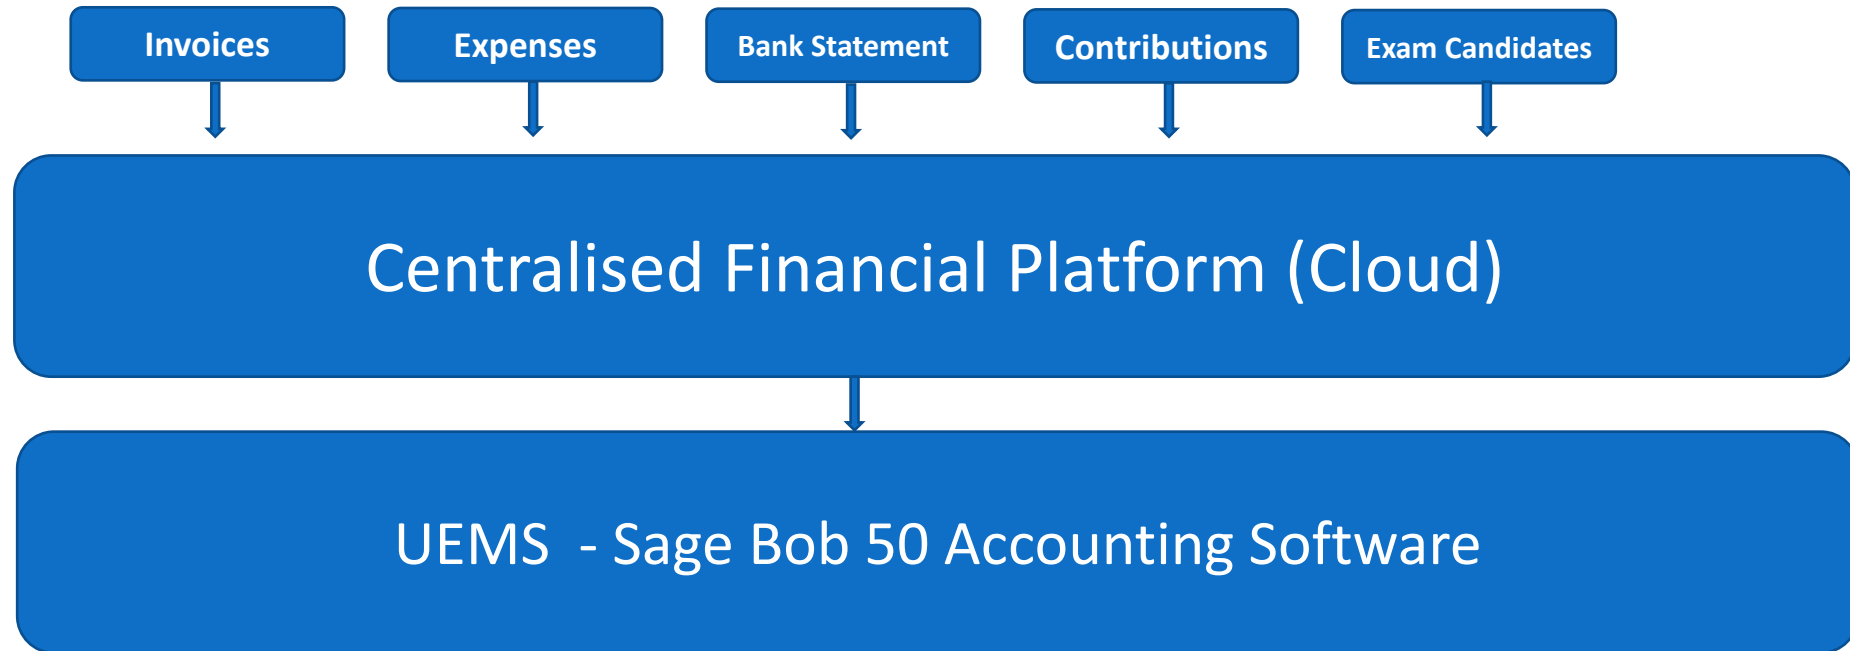 Invoices
Expenses
Bank Statement
Contributions
Exam Candidates
Centralised Financial Platform (Cloud)
UEMS - Sage Bob 50 Accounting Software